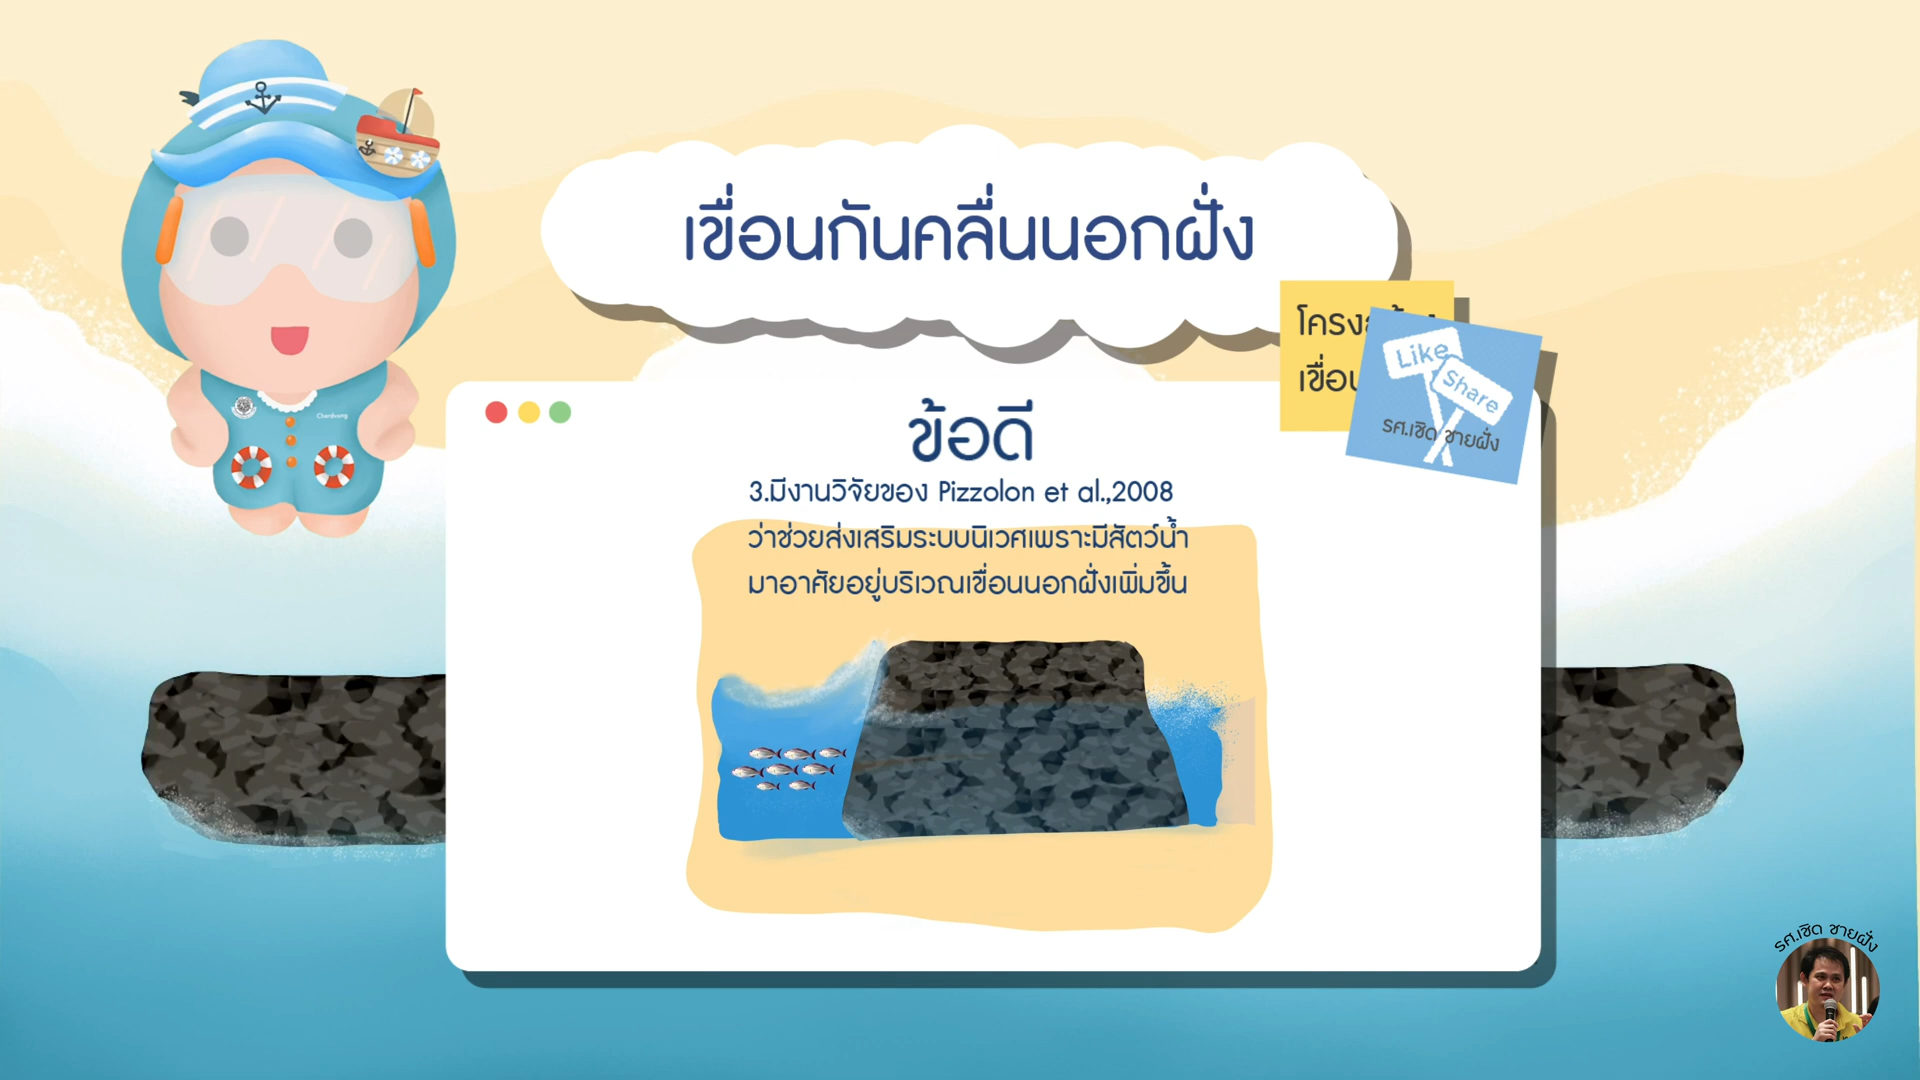 เขื่อนกันคลื่นนอกฝั่ง
เขื่อ
Like
Share
รศ.เชิด ชายฝั่ง
ข้อดี
3.มีงานวิจัยของ Pizzolon et al.,2008
ว่าช่วยส่งเสริมระบบนิเวศเพราะมีสัตว์น้ำ
มาอาศัยอยู่บริเวณเขื่อนนอกฝั่งเพิ่มขึ้น
Cherdvong
รศ.เชิด ชายฝั่ง